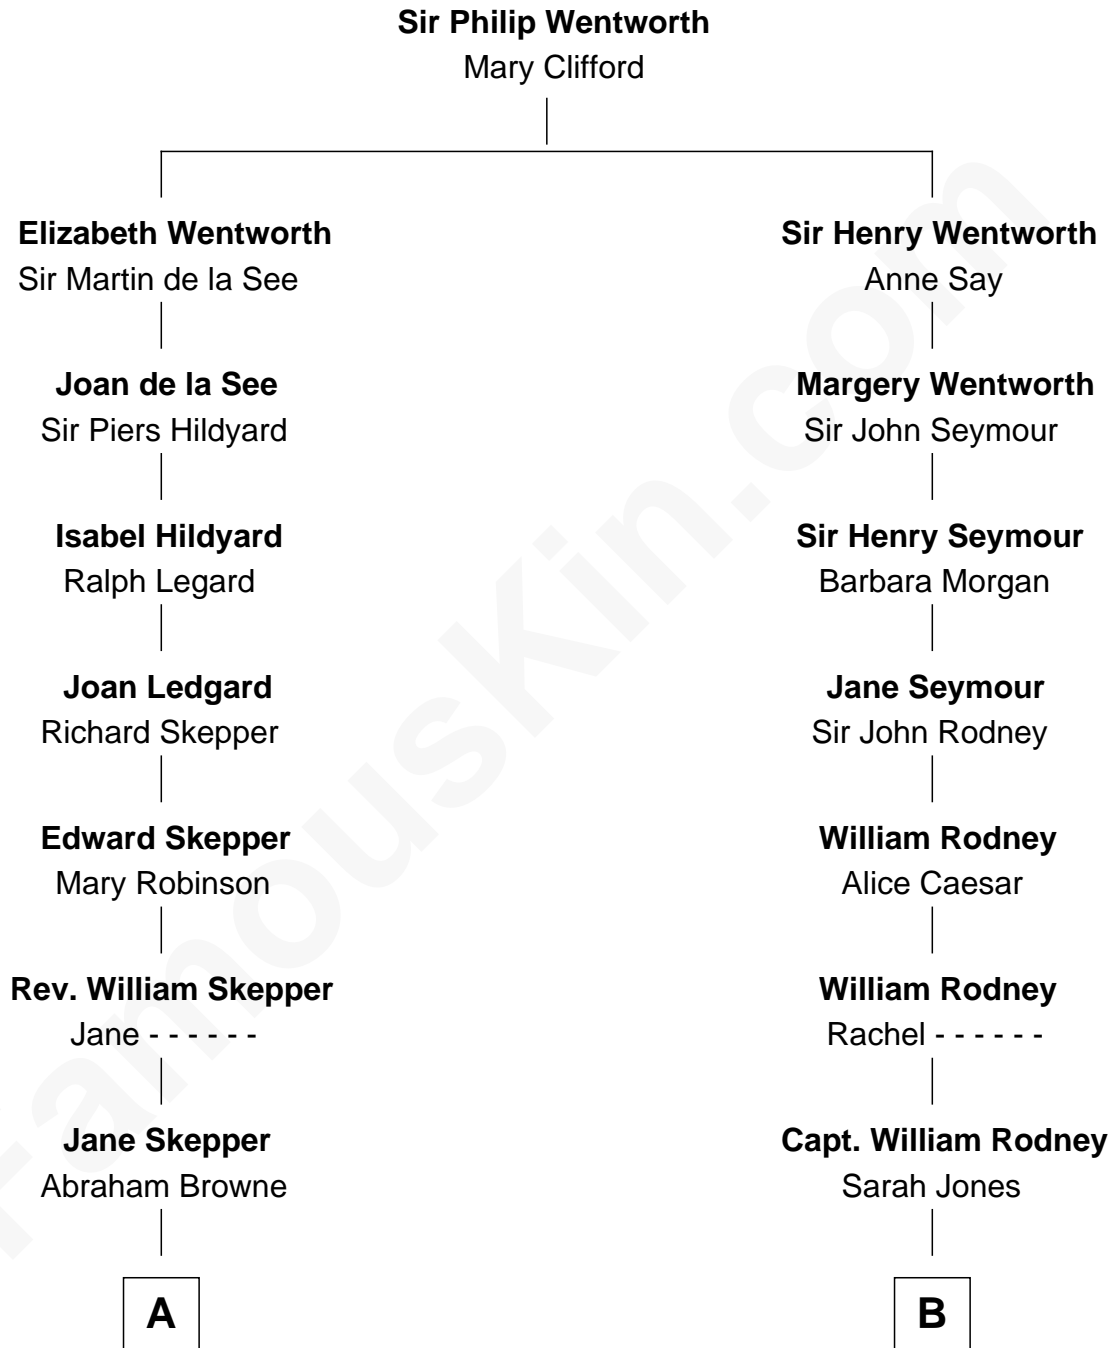 Sir Philip Wentworth
Mary Clifford
Elizabeth Wentworth
Sir Martin de la See
Sir Henry Wentworth
Anne Say
Joan de la See
Sir Piers Hildyard
Margery Wentworth
Sir John Seymour
Isabel Hildyard
Ralph Legard
Sir Henry Seymour
Barbara Morgan
Joan Ledgard
Richard Skepper
Jane Seymour
Sir John Rodney
Edward Skepper
Mary Robinson
William Rodney
Alice Caesar
Rev. William Skepper
Jane - - - - - -
William Rodney
Rachel - - - - - -
Jane Skepper
Abraham Browne
Capt. William Rodney
Sarah Jones
A
B
FamousKin.com